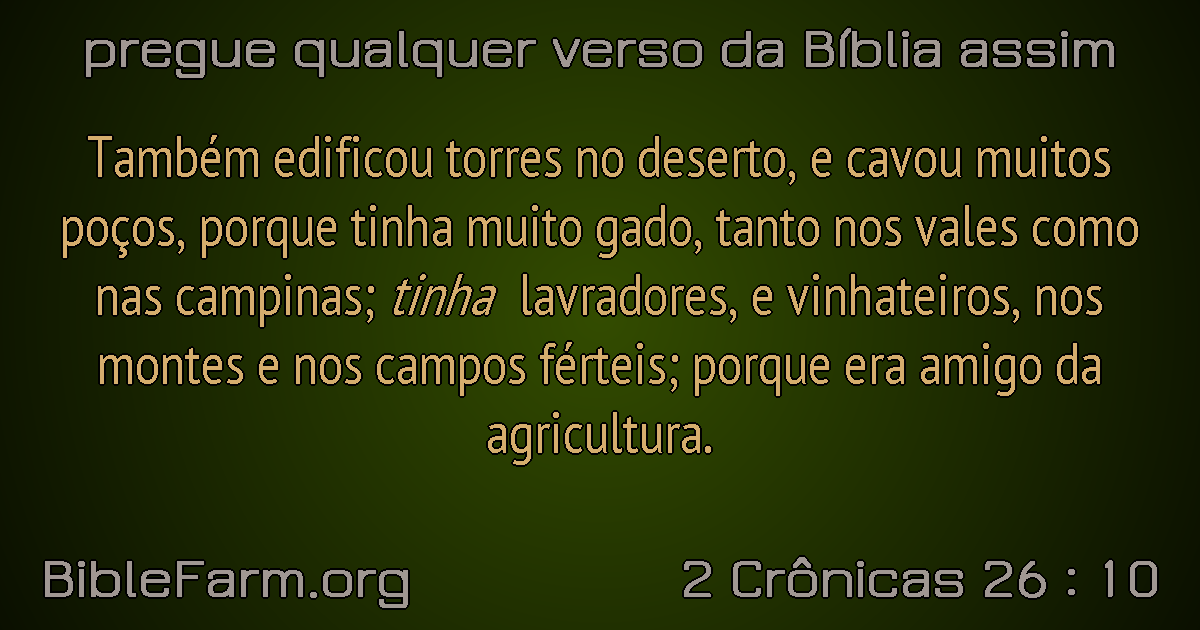 pregue qualquer verso da Bíblia assim
Também edificou torres no deserto, e cavou muitos
poços, porque tinha muito gado, tanto nos vales como
nas campinas; tinha lavradores, e vinhateiros, nos
montes e nos campos férteis; porque era amigo da
agricultura.
BibleFarm.org
2 Crônicas 26 : 10